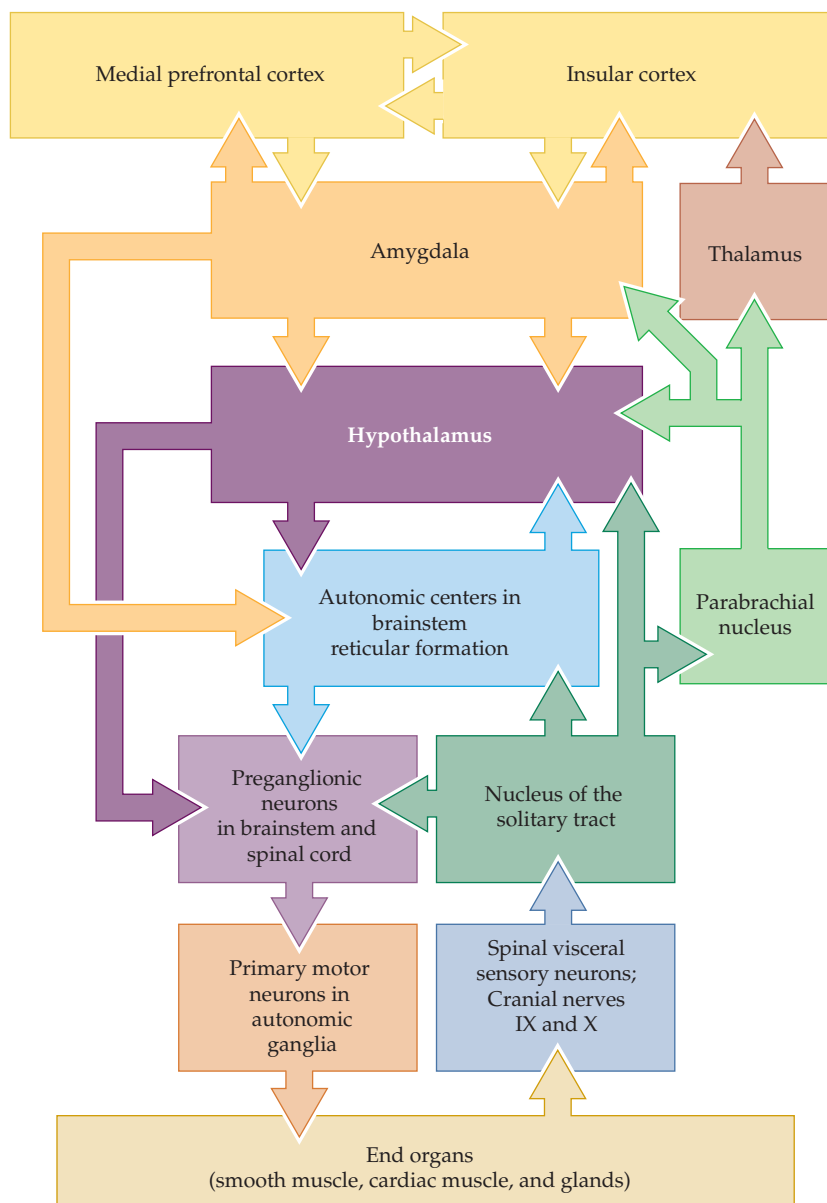 Medial prefrontal cortex
Insular cortex
Amygdala
Thalamus
Hypothalamus
Autonomic centers in
brainstem
reticular formation
Parabrachial
nucleus
Preganglionic
neurons
in brainstem and
spinal cord
Nucleus of the
solitary tract
Primary motor
neurons in
autonomic
ganglia
Spinal visceral
sensory neurons;
Cranial nerves
IX and X
End organs
(smooth muscle, cardiac muscle, and glands)